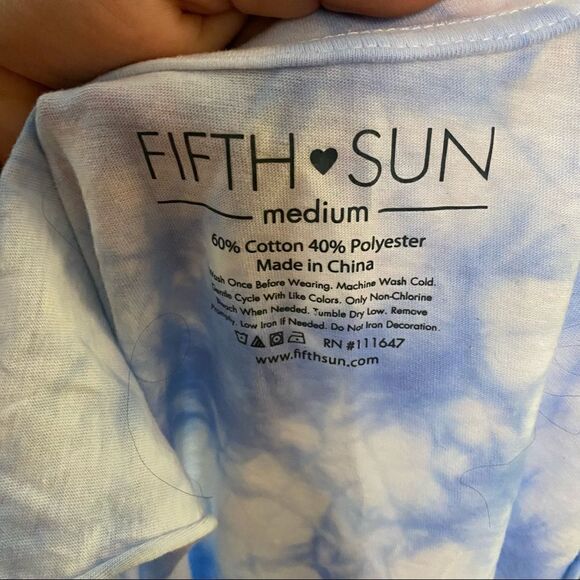 FIFTH♥SUN
medium
60% Cotton 40% Polyester
Made in China
Wash Once Before Wearing. Machine Wash Cold.
Gentle Cycle With Like Colors. Only Non-Chlorine
Bleach When Needed. Tumble Dry Low. Remove
Promptly. Low Iron If Needed. Do Not Iron Decoration.
RN #111647
www.fifthsun.com